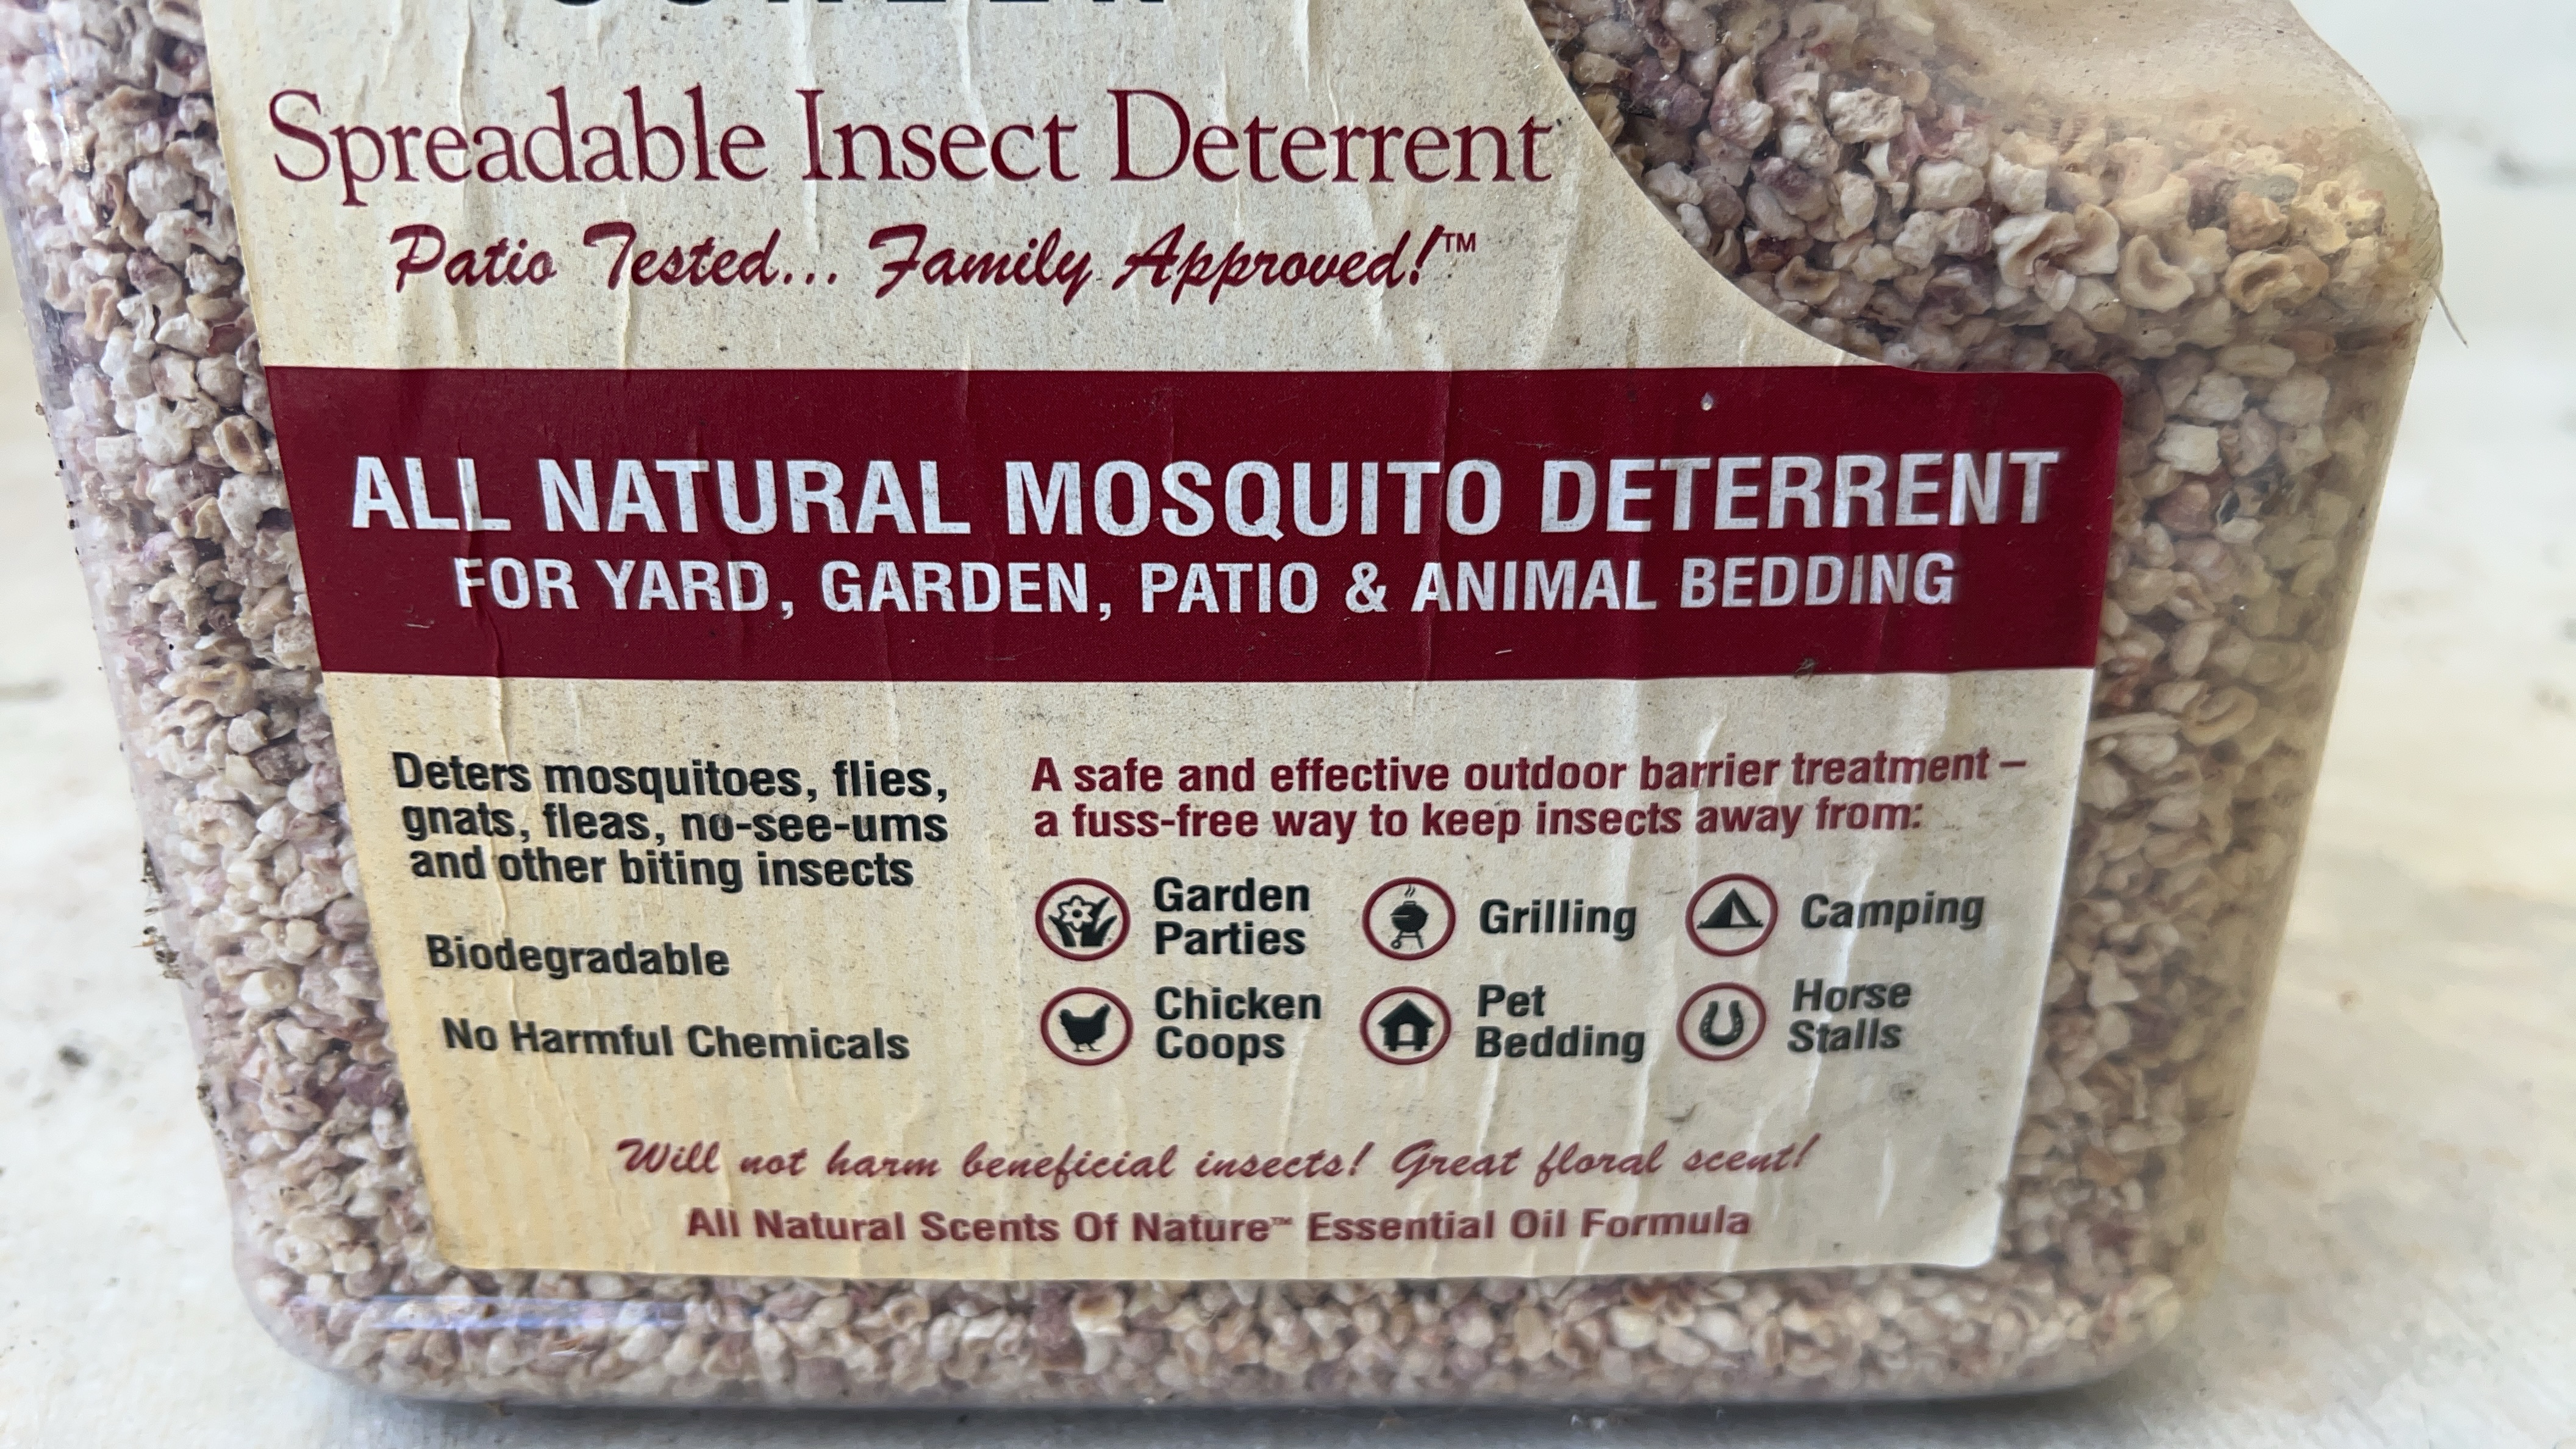 Spreadable Insect Deterrent
Patio Tested... Family Approved!™
ALL NATURAL MOSQUITO DETERRENT
FOR YARD, GARDEN, PATIO & ANIMAL BEDDING
Deters mosquitoes, flies,
gnats, fleas, no-see-ums
and other biting insects
Biodegradable
No Harmful Chemicals
A safe and effective outdoor barrier treatment –
a fuss-free way to keep insects away from:
Garden
Parties
Grilling
Camping
Chicken
Coops
Pet
Bedding
Horse
Stalls
Will not harm beneficial insects! Great floral scent!
All Natural Scents Of Nature™ Essential Oil Formula